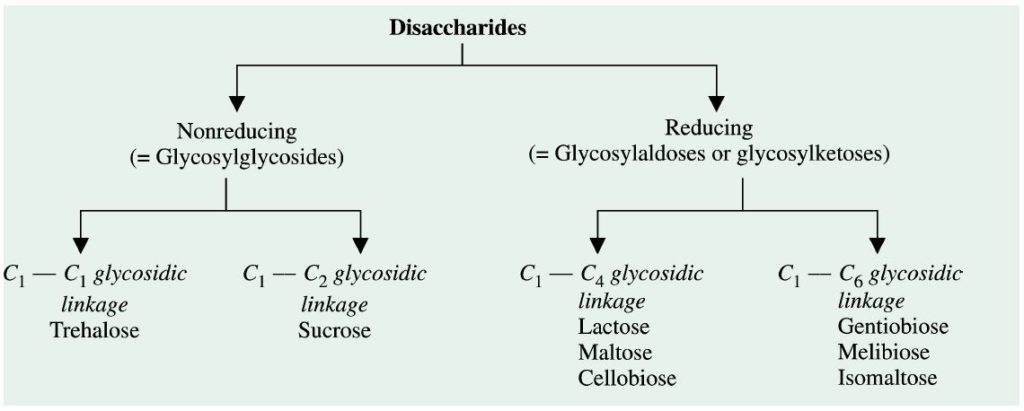 Disaccharides
Nonreducing
(= Glycosylglycosides)
Reducing
(= Glycosylaldoses or glycosylketoses)
C₁ — C₁ glycosidic
linkage
Trehalose
C₁ — C₂ glycosidic
linkage
Sucrose
C₁ — C₄ glycosidic
linkage
Lactose
Maltose
Cellobiose
C₁ — C₆ glycosidic
linkage
Gentiobiose
Melibiose
Isomaltose